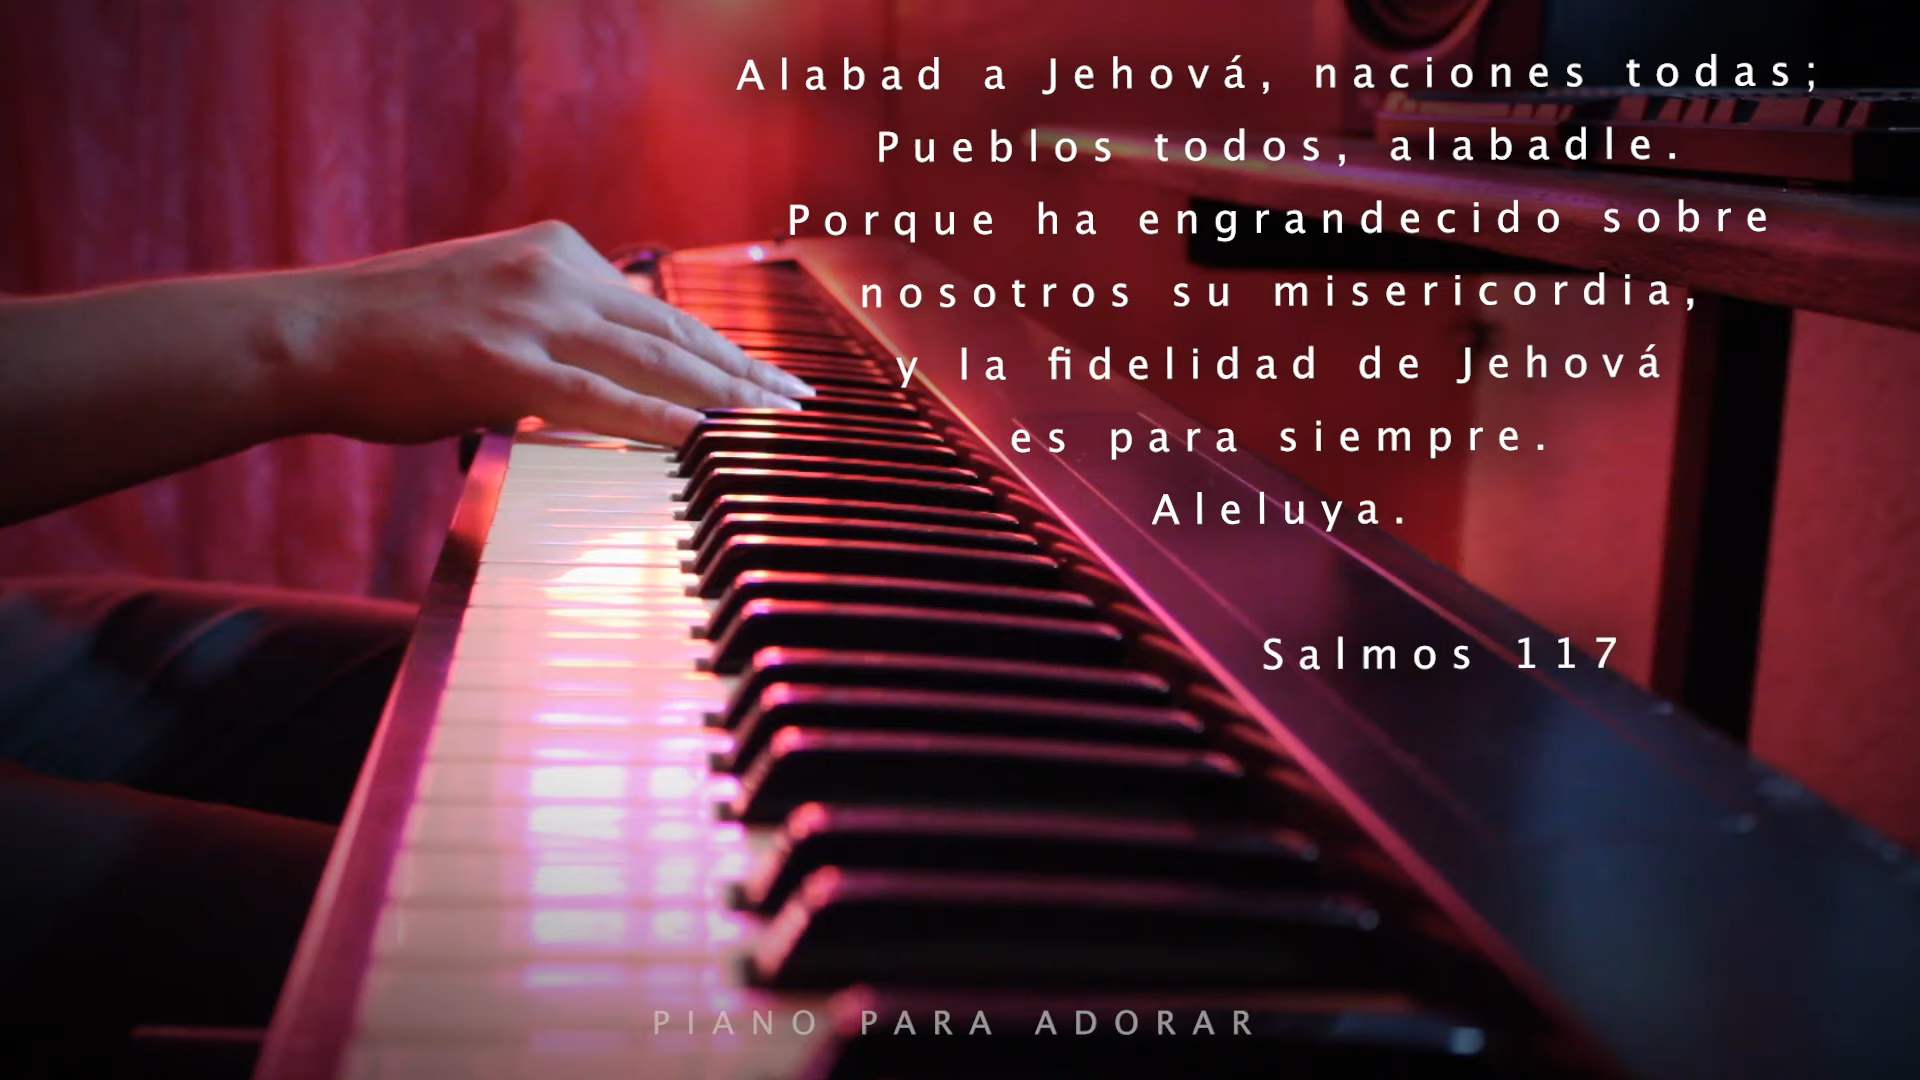 Alabad a Jehová, naciones todas;
Pueblos todos, alabadle.
Porque ha engrandecido sobre
nosotros su misericordia,
y la fidelidad de Jehová
es para siempre.
Aleluya.
Salmos 117
PIANO PARA ADORAR